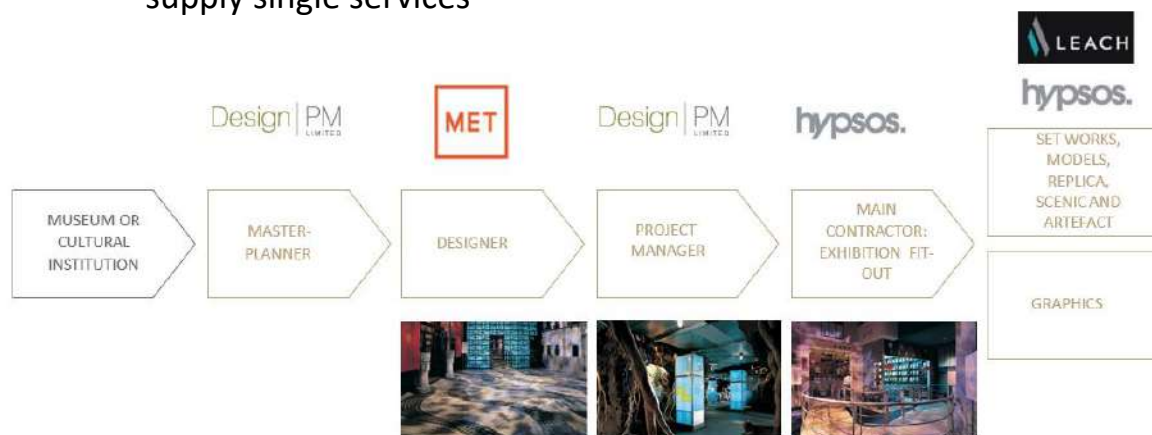 supply single services
LEACH
hypsos.
Design PM
LIMITED
MET
Design PM
LIMITED
hypsos.
MUSEUM OR
CULTURAL
INSTITUTION
MASTER-
PLANNER
DESIGNER
PROJECT
MANAGER
MAIN
CONTRACTOR:
EXHIBITION FIT-
OUT
SET WORKS,
MODELS,
REPLICA,
SCENIC AND
ARTEFACT
GRAPHICS